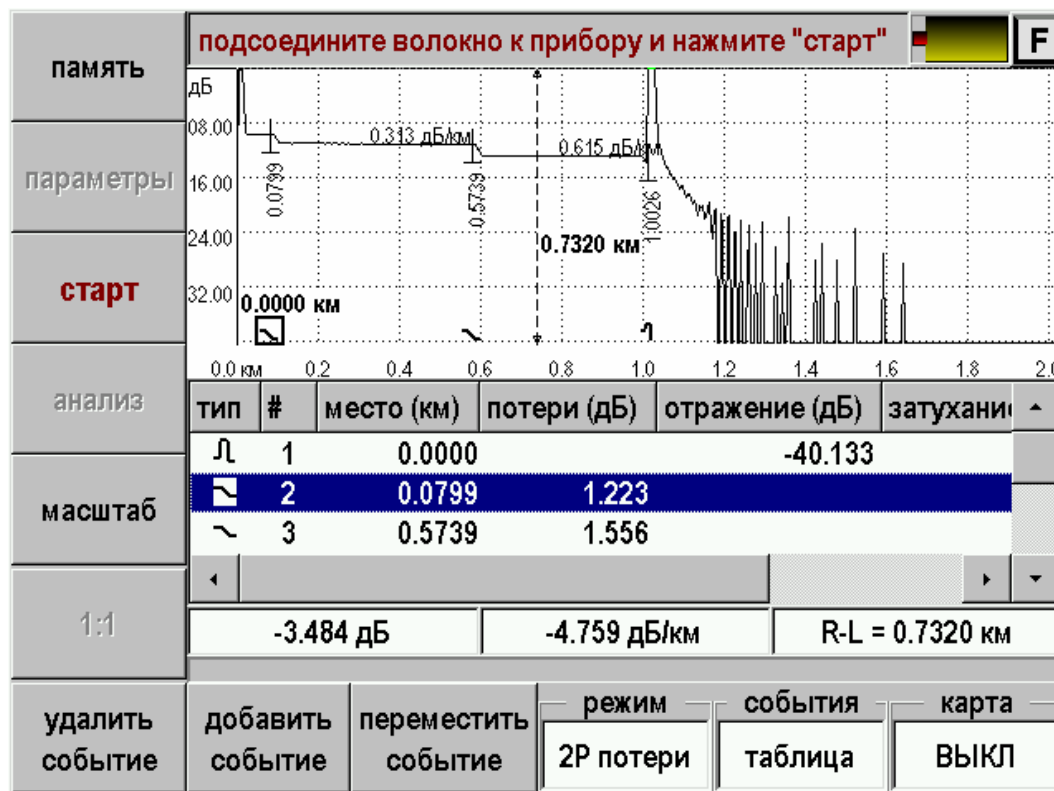 память
подсоедините волокно к прибору и нажмите "старт"
F
параметры
старт
анализ
масштаб
1:1
дБ
08.00
16.00
24.00
32.00
0.313 дБ/км
0.615 дБ/к
0.0799
0.5739
1.0026
0.7320 км
0.0000 км
0.0 км 0.2 0.4 0.6 0.8 1.0 1.2 1.4 1.6 1.8 2.0
тип # место (км) потери (дБ) отражение (дБ) затухани
1 0.0000 -40.133
2 0.0799 1.223
3 0.5739 1.556
-3.484 дБ -4.759 дБ/км R-L = 0.7320 км
удалить
событие
добавить
событие
переместить
событие
режим
2Р потери
события
таблица
карта
ВЫКЛ